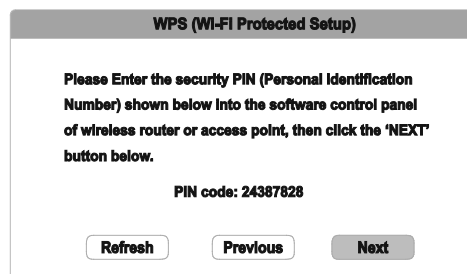 WPS (Wi-Fi Protected Setup)
Please Enter the security PIN (Personal Identification
Number) shown below into the software control panel
of wireless router or access point, then click the ‘NEXT’
button below.
PIN code: 24387828
Refresh Previous Next